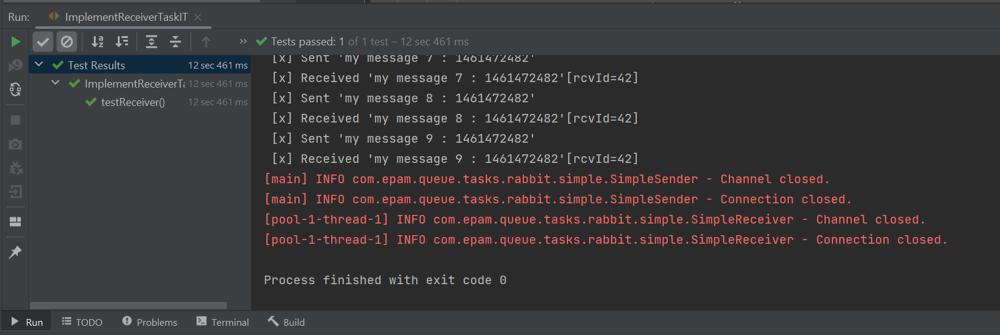 Run:
ImplementReceiverTaskIT
Tests passed: 1 of 1 test – 12 sec 461 ms
Test Results 12 sec 461 ms
ImplementReceiverTa 12 sec 461 ms
testReceiver() 12 sec 461 ms
[x] Sent 'my message 7 : 1461472482'
[x] Received 'my message 7 : 1461472482'[rcvId=42]
[x] Sent 'my message 8 : 1461472482'
[x] Received 'my message 8 : 1461472482'[rcvId=42]
[x] Sent 'my message 9 : 1461472482'
[x] Received 'my message 9 : 1461472482'[rcvId=42]
[main] INFO com.epam.queue.tasks.rabbit.simple.SimpleSender - Channel closed.
[main] INFO com.epam.queue.tasks.rabbit.simple.SimpleSender - Connection closed.
[pool-1-thread-1] INFO com.epam.queue.tasks.rabbit.simple.SimpleReceiver - Channel closed.
[pool-1-thread-1] INFO com.epam.queue.tasks.rabbit.simple.SimpleReceiver - Connection closed.
Process finished with exit code 0
Run TODO Problems Terminal Build